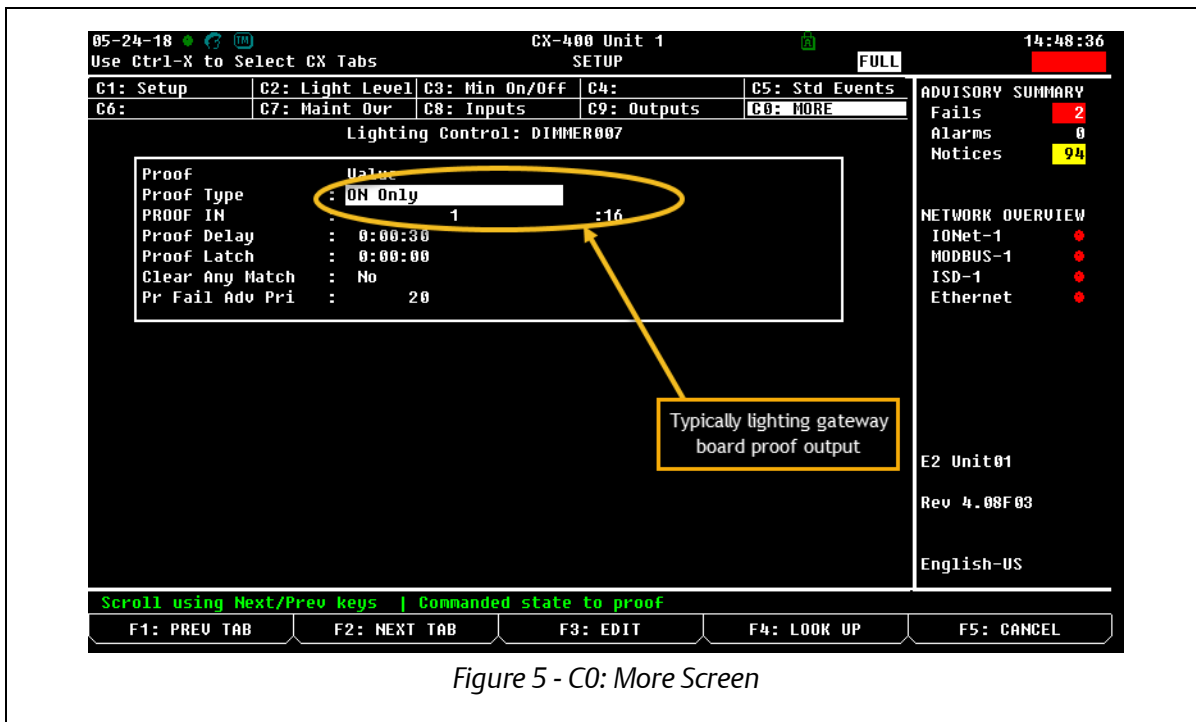 05-24-18 CX-400 Unit 1 14:48:36
Use Ctrl-X to Select CX Tabs SETUP FULL
C1: Setup C2: Light Level C3: Min On/Off C4: C5: Std Events
C6: C7: Maint Ovr C8: Inputs C9: Outputs C0: MORE
Lighting Control: DIMMER007
Proof Value
Proof Type : ON Only
PROOF IN : 1 :16
Proof Delay : 0:00:30
Proof Latch : 0:00:00
Clear Any Match : No
Pr Fail Adv Pri : 20
ADVISORY SUMMARY
Fails 2
Alarms 0
Notices 94
NETWORK OVERVIEW
IONet-1
MODBUS-1
ISD-1
Ethernet
Typically lighting gateway
board proof output
E2 Unit01
Rev 4.08F03
English-US
Scroll using Next/Prev keys | Commanded state to proof
F1: PREV TAB F2: NEXT TAB F3: EDIT F4: LOOK UP F5: CANCEL
Figure 5 - C0: More Screen